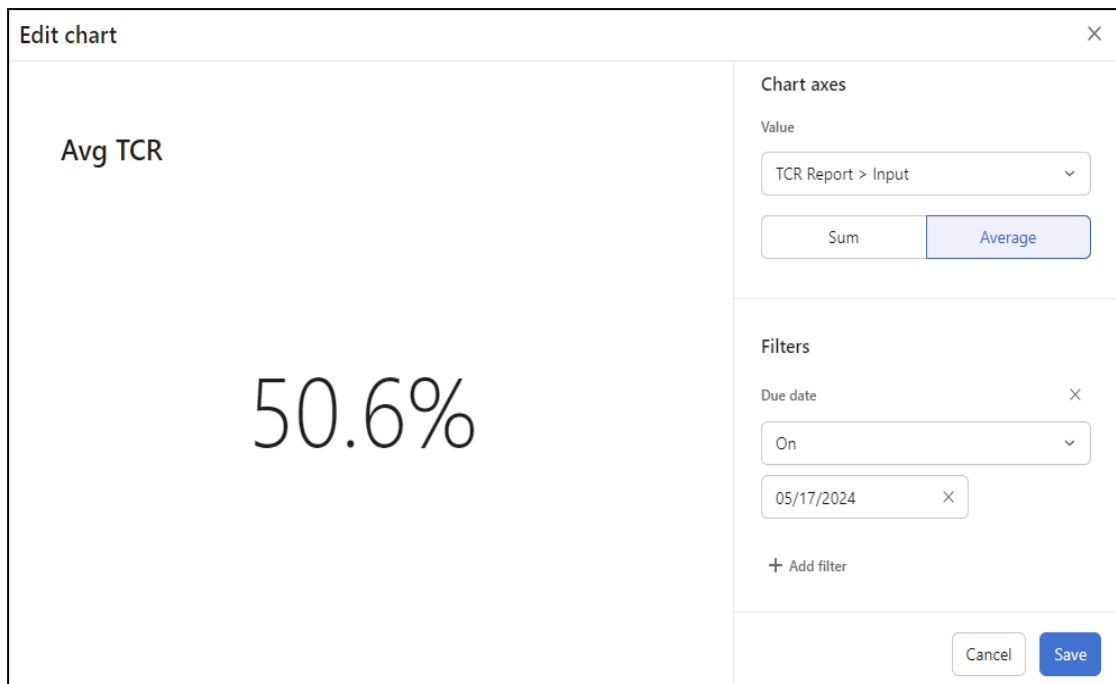 Edit chart
Avg TCR
50.6%
Chart axes
Value
TCR Report > Input
Sum Average
Filters
Due date
On
05/17/2024
+ Add filter
Cancel Save